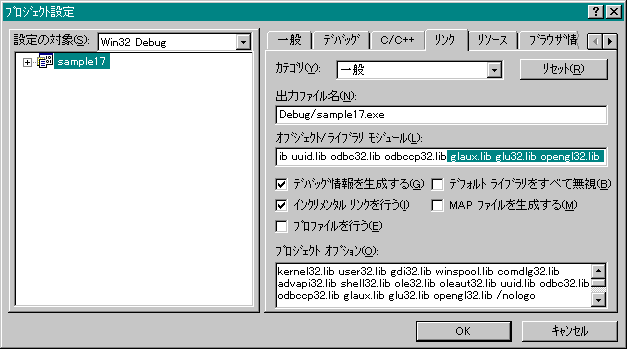 プロジェクト設定
設定の対象(S):
Win32 Debug
sample17
一般 デバッグ C/C++ リンク リソース ブラウザ情
カテゴリ(Y): 一般 リセット(R)
出力ファイル名(N):
Debug/sample17.exe
オブジェクト/ライブラリ モジュール(L):
ib uuid.lib odbc32.lib odbccp32.lib glaux.lib glu32.lib opengl32.lib
デバッグ情報を生成する(G) デフォルト ライブラリをすべて無視(B)
インクリメンタル リンクを行う(I) MAP ファイルを生成する(M)
プロファイルを行う(E)
プロジェクト オプション(O):
kernel32.lib user32.lib gdi32.lib winspool.lib comdlg32.lib
advapi32.lib shell32.lib ole32.lib oleaut32.lib uuid.lib odbc32.lib
odbccp32.lib glaux.lib glu32.lib opengl32.lib /nologo
OK キャンセル